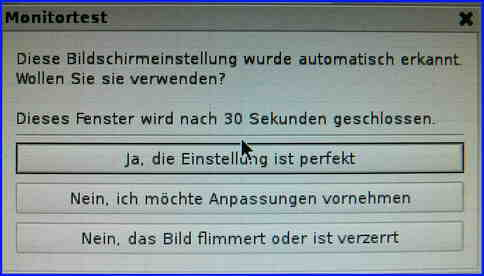 Monitortest
Diese Bildschirmeinstellung wurde automatisch erkannt.
Wollen Sie sie verwenden?
Dieses Fenster wird nach 30 Sekunden geschlossen.
Ja, die Einstellung ist perfekt
Nein, ich möchte Anpassungen vornehmen
Nein, das Bild flimmert oder ist verzerrt